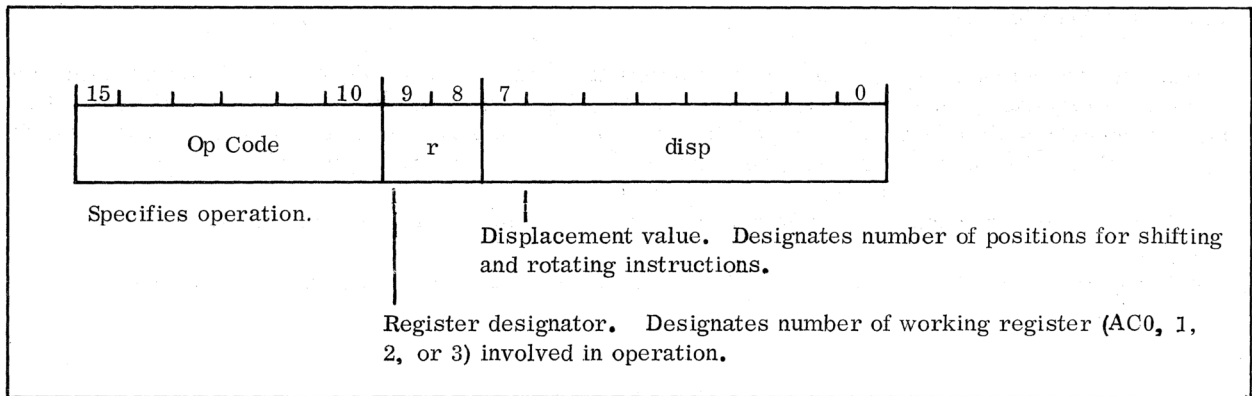 15 10 9 8 7 0
Op Code r disp
Specifies operation.
Displacement value. Designates number of positions for shifting
and rotating instructions.
Register designator. Designates number of working register (AC0, 1,
2, or 3) involved in operation.